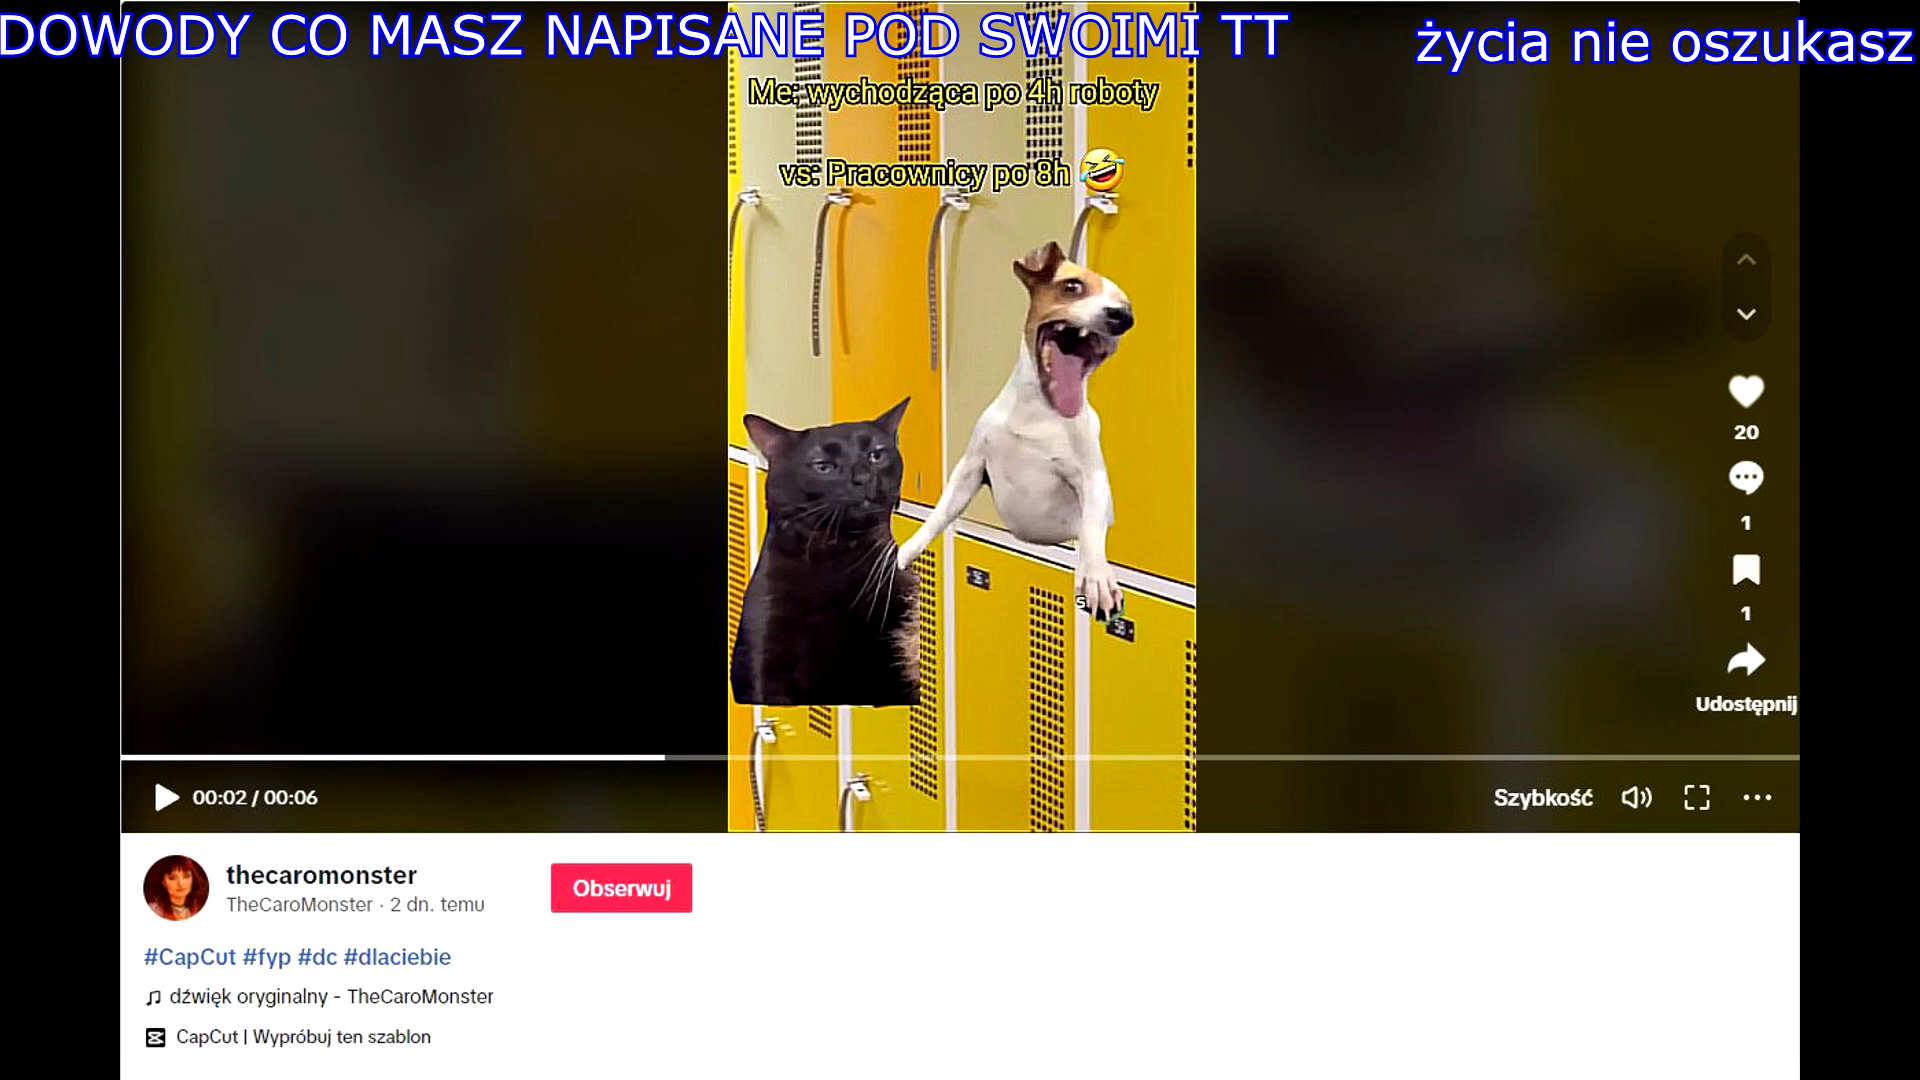 DOWODY CO MASZ NAPISANE POD SWOIMI TT
życia nie oszukasz
Me: wychodząca po 4h roboty
vs: Pracownicy po 8h 🤣
20
1
1
Udostępnij
00:02 / 00:06
Szybkość
thecaromonster
TheCaroMonster · 2 dn. temu
Obserwuj
#CapCut #fyp #dc #dlaciebie
dźwięk oryginalny - TheCaroMonster
CapCut | Wypróbuj ten szablon